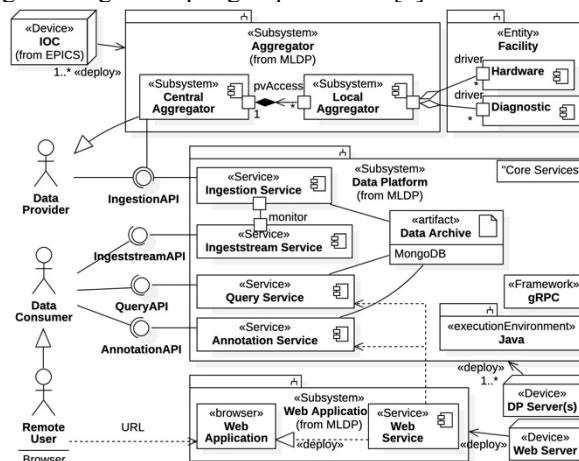 «Device»
IOC
(from EPICS)
1..* «deploy»
«Subsystem»
Aggregator
(from MLDP)
«Subsystem»
Central
Aggregator
pvAccess
1
*
«Subsystem»
Local
Aggregator
«Entity»
Facility
driver
*
Hardware
driver
*
Diagnostic
Data
Provider
IngestionAPI
«Service»
Ingestion Service
monitor
«Subsystem»
Data Platform
(from MLDP)
"Core Services
IngeststreamAPI
«Service»
Ingeststream Service
«artifact»
Data Archive
MongoDB
Data
Consumer
QueryAPI
«Service»
Query Service
«Framework»
gRPC
AnnotationAPI
«Service»
Annotation Service
«executionEnvironment»
Java
«deploy»
1..*
«Device»
DP Server(s)
Remote
User
Browser
URL
«Subsystem»
Web Application
(from MLDP)
«browser»
Web
Application
«deploy»
«Service»
Web
Service
«deploy»
«Device»
Web Server